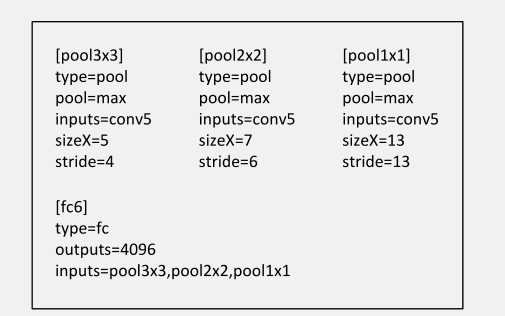 [pool3x3] [pool2x2] [pool1x1]
type=pool type=pool type=pool
pool=max pool=max pool=max
inputs=conv5 inputs=conv5 inputs=conv5
sizeX=5 sizeX=7 sizeX=13
stride=4 stride=6 stride=13
[fc6]
type=fc
outputs=4096
inputs=pool3x3,pool2x2,pool1x1